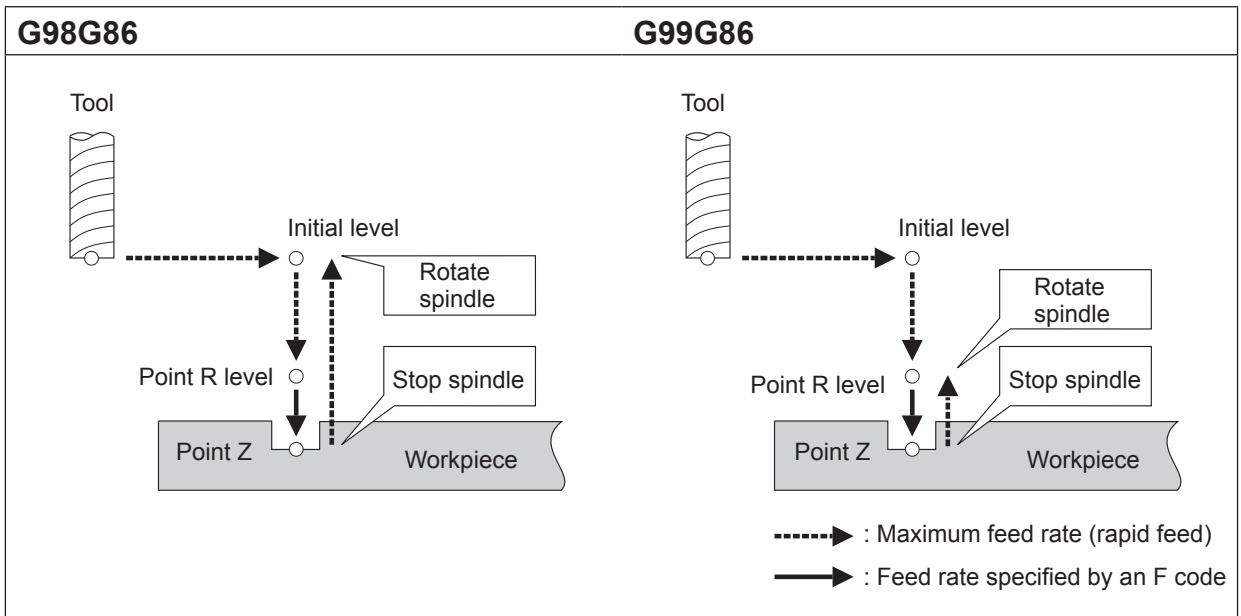 G98G86
Tool
Initial level
Rotate
spindle
Point R level
Stop spindle
Point Z
Workpiece
G99G86
Tool
Initial level
Rotate
spindle
Point R level
Stop spindle
Point Z
Workpiece
: Maximum feed rate (rapid feed)
: Feed rate specified by an F code